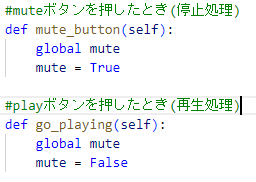 #muteボタンを押したとき(停止処理)
def mute_button(self):
    global mute
    mute = True

#playボタンを押したとき(再生処理)
def go_playing(self):
    global mute
    mute = False